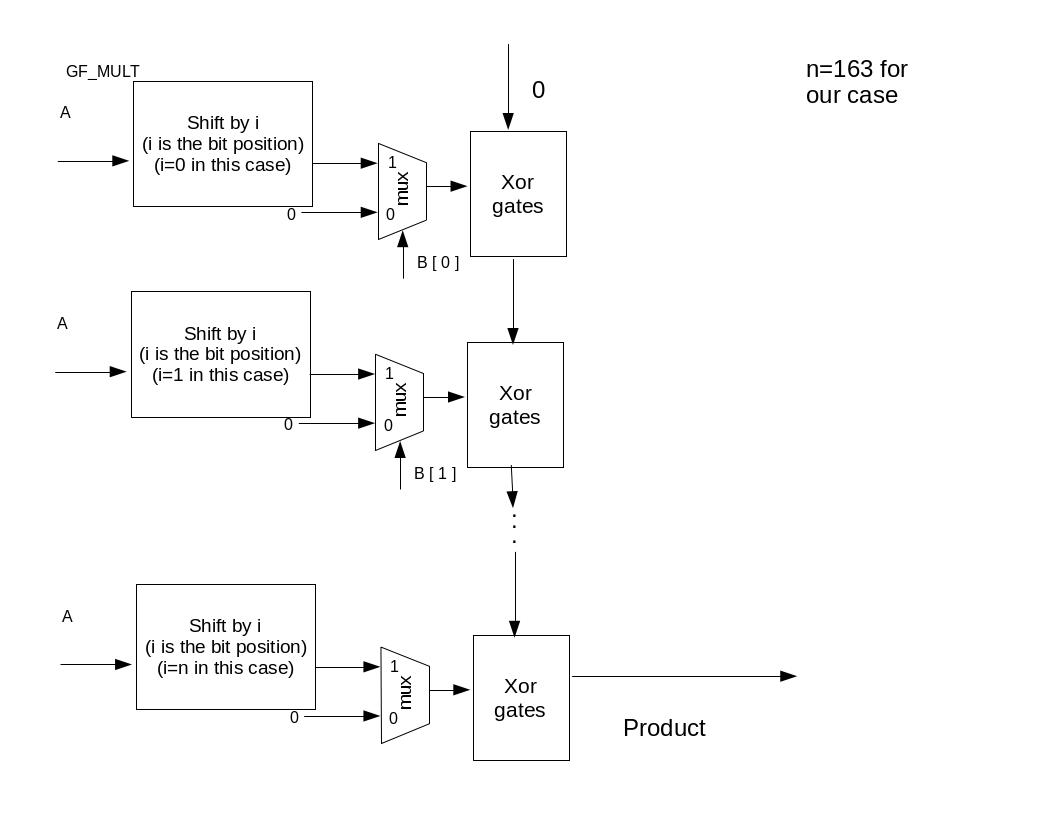 GF_MULT
A
Shift by i
(i is the bit position)
(i=0 in this case)
0
1
mux
0
B [ 0 ]
0
Xor
gates
n=163 for
our case
A
Shift by i
(i is the bit position)
(i=1 in this case)
0
1
mux
0
B [ 1 ]
Xor
gates
.
.
.
A
Shift by i
(i is the bit position)
(i=n in this case)
0
1
mux
0
Xor
gates
Product